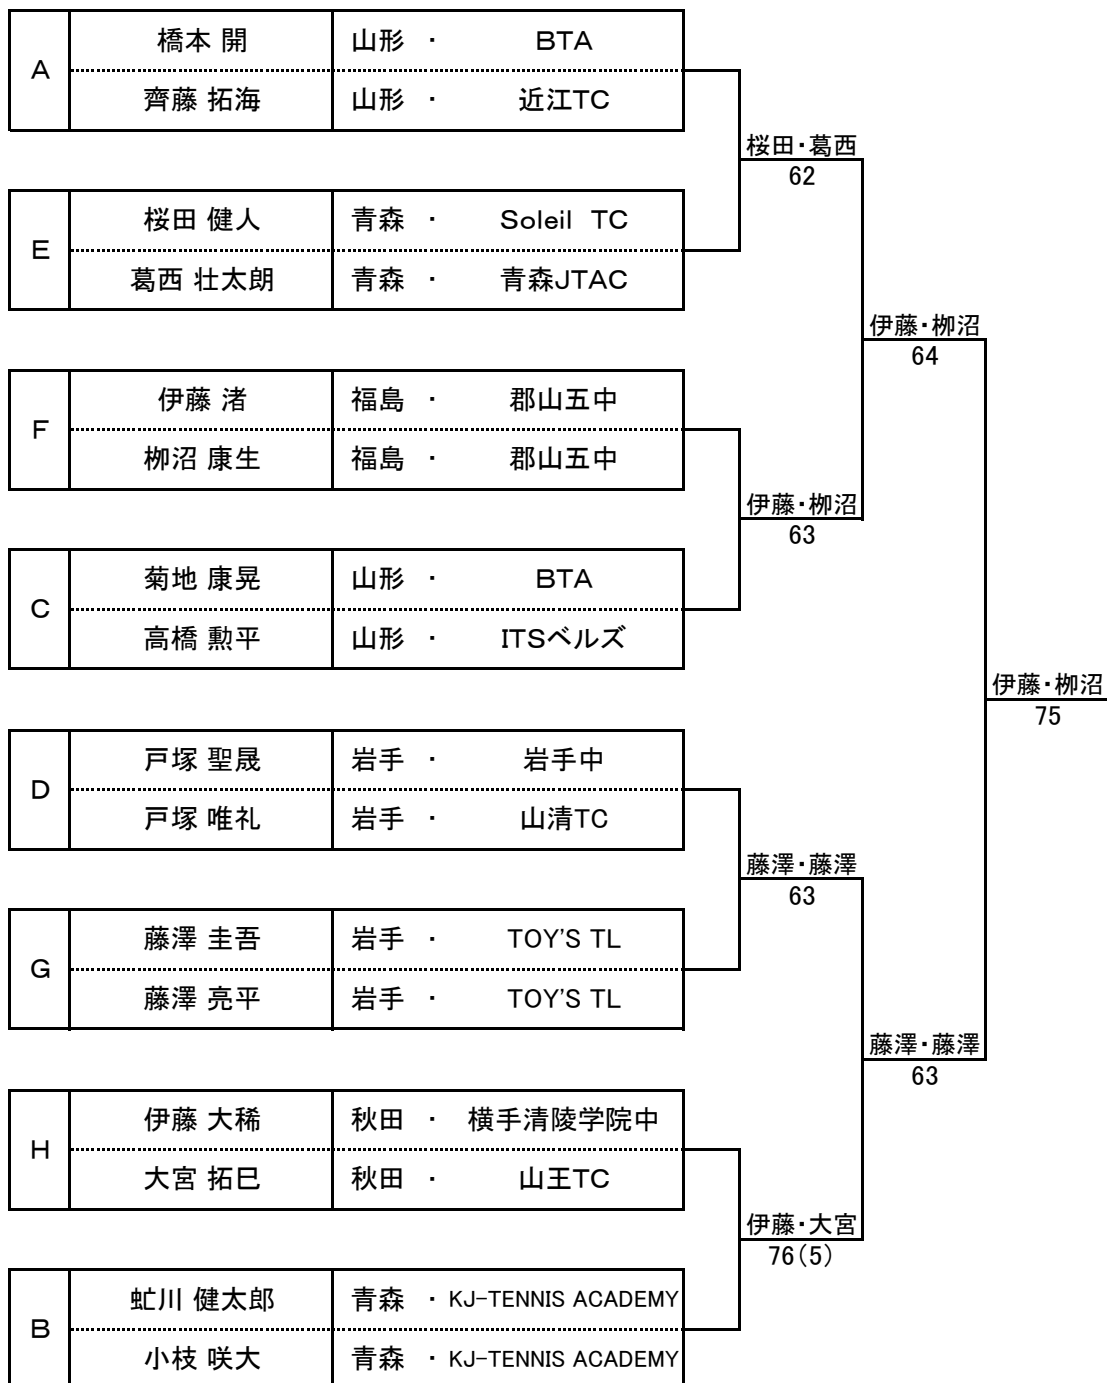 A
橋本 開 山形 ・ BTA
齊藤 拓海 山形 ・ 近江TC
桜田・葛西
62
E
桜田 健人 青森 ・ Soleil TC
葛西 壮太朗 青森 ・ 青森JTAC
伊藤・栁沼
64
F
伊藤 渚 福島 ・ 郡山五中
栁沼 康生 福島 ・ 郡山五中
伊藤・栁沼
63
C
菊地 康晃 山形 ・ BTA
高橋 勲平 山形 ・ ITSベルズ
伊藤・栁沼
75
D
戸塚 聖晟 岩手 ・ 岩手中
戸塚 唯礼 岩手 ・ 山清TC
藤澤・藤澤
63
G
藤澤 圭吾 岩手 ・ TOY'S TL
藤澤 亮平 岩手 ・ TOY'S TL
藤澤・藤澤
63
H
伊藤 大稀 秋田 ・ 横手清陵学院中
大宮 拓巳 秋田 ・ 山王TC
伊藤・大宮
76(5)
B
虻川 健太郎 青森 ・ KJ-TENNIS ACADEMY
小枝 咲大 青森 ・ KJ-TENNIS ACADEMY